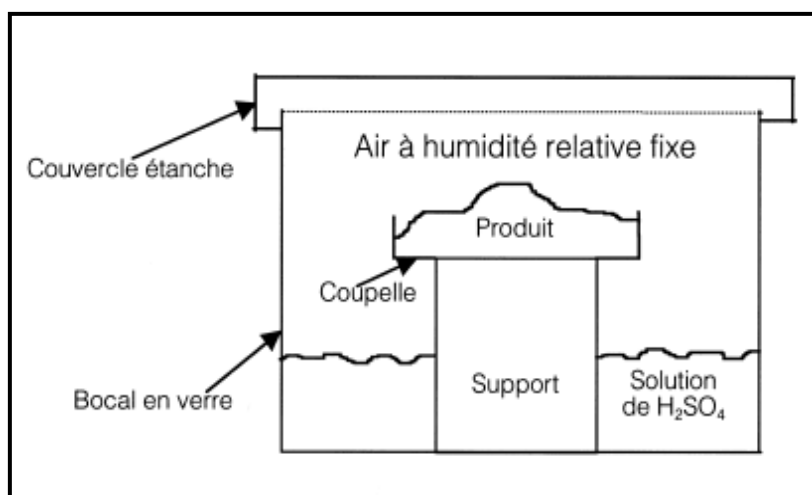 Air à humidité relative fixe
Couvercle étanche
Produit
Coupelle
Bocal en verre
Support
Solution
de H₂SO₄